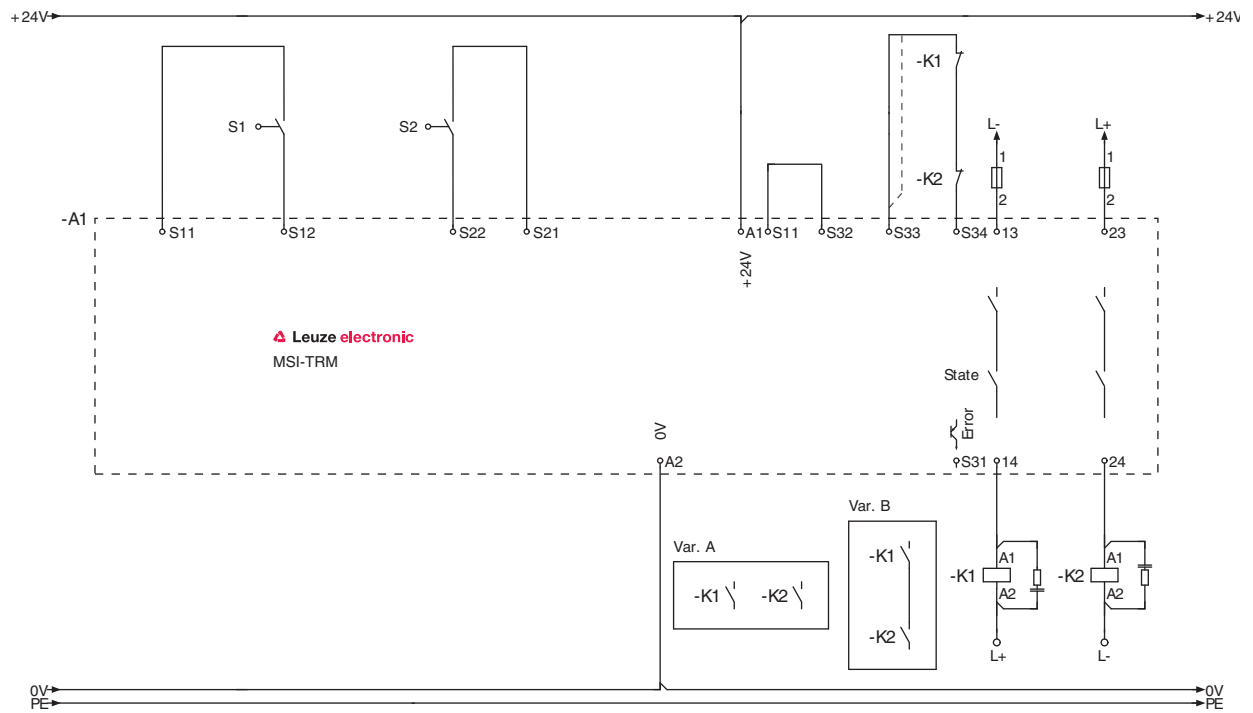 +24V
+24V
-K1
S1
S2
L-
L+
1
1
-K2
2
2
-A1
S11
S12
S22
S21
A1
S11
S32
S33
S34
13
23
+24V
Leuze electronic
MSI-TRM
State
Error
0V
A2
S31
14
24
Var. B
Var. A
-K1
A1
A1
-K1
-K2
A2
A2
-K1
-K2
-K2
L+
L-
0V
0V
PE
PE